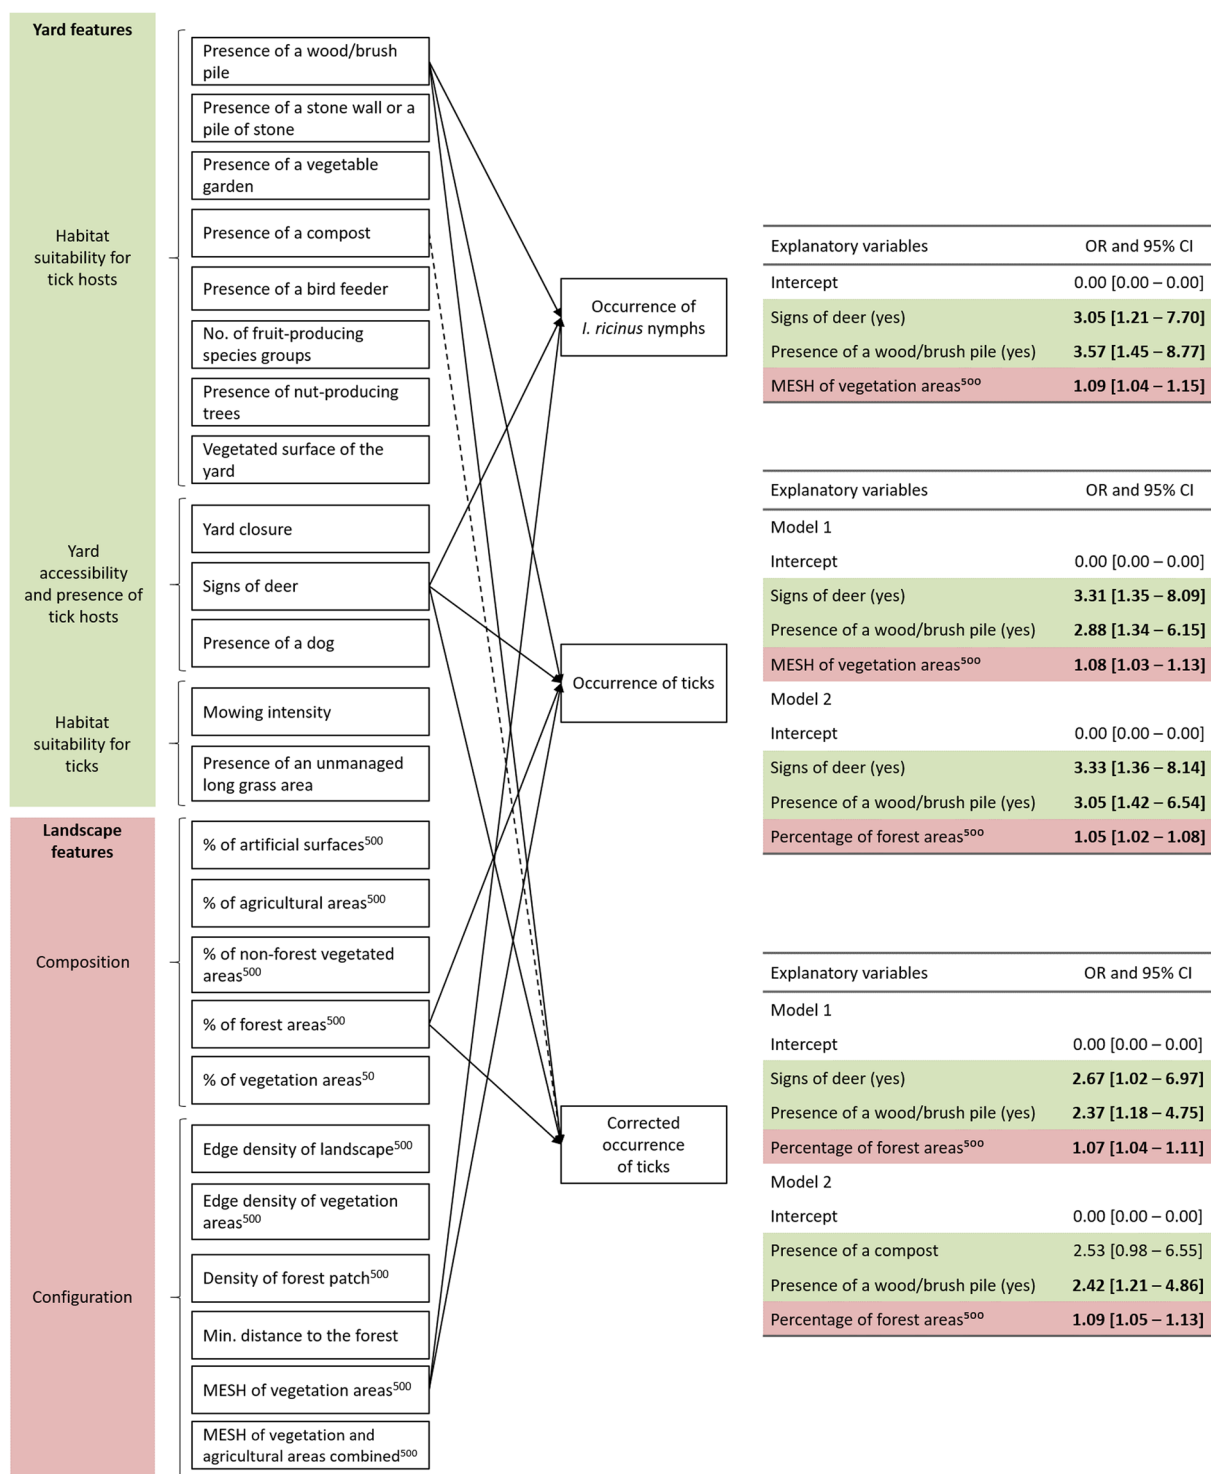 Yard features
Habitat
suitability for
tick hosts
Yard
accessibility
and presence of
tick hosts
Habitat
suitability for
ticks
Landscape
features
Composition
Configuration
Presence of a wood/brush
pile
Presence of a stone wall or a
pile of stone
Presence of a vegetable
garden
Presence of a compost
Presence of a bird feeder
No. of fruit-producing
species groups
Presence of nut-producing
trees
Vegetated surface of the
yard
Yard closure
Signs of deer
Presence of a dog
Mowing intensity
Presence of an unmanaged
long grass area
% of artificial surfaces⁵⁰⁰
% of agricultural areas⁵⁰⁰
% of non-forest vegetated
areas⁵⁰⁰
% of forest areas⁵⁰⁰
% of vegetation areas⁵⁰
Edge density of landscape⁵⁰⁰
Edge density of vegetation
areas⁵⁰⁰
Density of forest patch⁵⁰⁰
Min. distance to the forest
MESH of vegetation areas⁵⁰⁰
MESH of vegetation and
agricultural areas combined⁵⁰⁰
Occurrence of
I. ricinus nymphs
Occurrence of ticks
Corrected
occurrence
of ticks
Explanatory variables OR and 95% CI
Intercept 0.00 [0.00 – 0.00]
Signs of deer (yes) 3.05 [1.21 – 7.70]
Presence of a wood/brush pile (yes) 3.57 [1.45 – 8.77]
MESH of vegetation areas⁵⁰⁰ 1.09 [1.04 – 1.15]
Explanatory variables OR and 95% CI
Model 1
Intercept 0.00 [0.00 – 0.00]
Signs of deer (yes) 3.31 [1.35 – 8.09]
Presence of a wood/brush pile (yes) 2.88 [1.34 – 6.15]
MESH of vegetation areas⁵⁰⁰ 1.08 [1.03 – 1.13]
Model 2
Intercept 0.00 [0.00 – 0.00]
Signs of deer (yes) 3.33 [1.36 – 8.14]
Presence of a wood/brush pile (yes) 3.05 [1.42 – 6.54]
Percentage of forest areas⁵⁰⁰ 1.05 [1.02 – 1.08]
Explanatory variables OR and 95% CI
Model 1
Intercept 0.00 [0.00 – 0.00]
Signs of deer (yes) 2.67 [1.02 – 6.97]
Presence of a wood/brush pile (yes) 2.37 [1.18 – 4.75]
Percentage of forest areas⁵⁰⁰ 1.07 [1.04 – 1.11]
Model 2
Intercept 0.00 [0.00 – 0.00]
Presence of a compost 2.53 [0.98 – 6.55]
Presence of a wood/brush pile (yes) 2.42 [1.21 – 4.86]
Percentage of forest areas⁵⁰⁰ 1.09 [1.05 – 1.13]